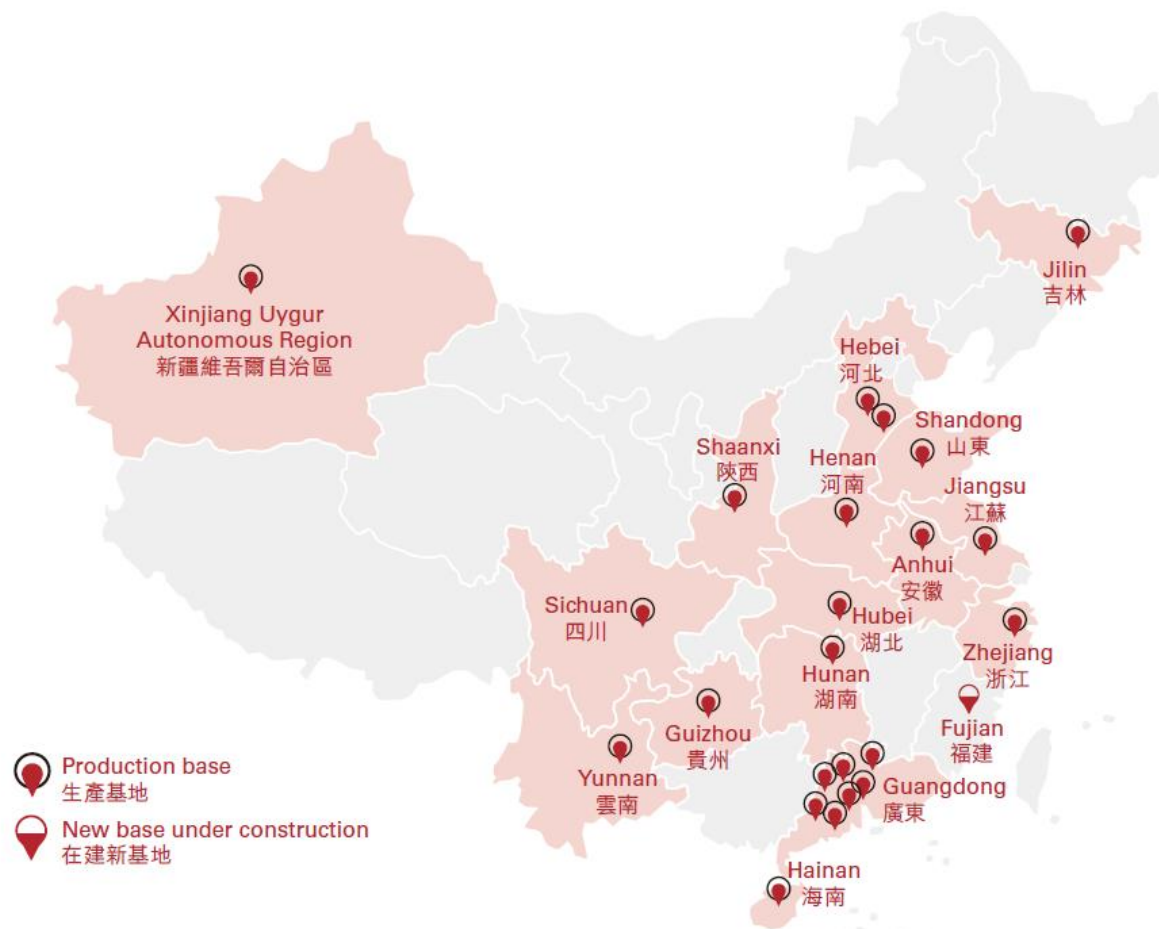 Jilin
吉林
Xinjiang Uygur
Autonomous Region
新疆維吾爾自治區
Hebei
河北
Shandong
山東
Shaanxi
陝西
Henan
河南
Jiangsu
江蘇
Anhui
安徽
Sichuan
四川
Hubei
湖北
Zhejiang
浙江
Hunan
湖南
Guizhou
貴州
Fujian
福建
Yunnan
雲南
Guangdong
廣東
Hainan
海南
Production base
生產基地
New base under construction
在建新基地